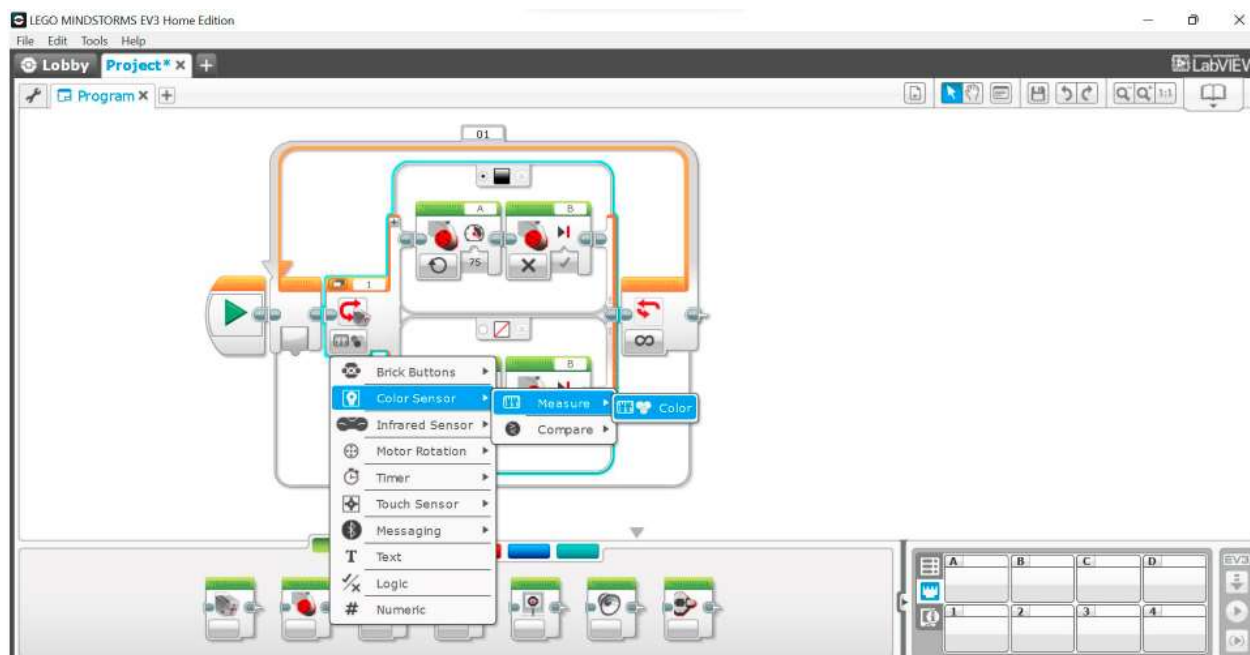 LEGO MINDSTORMS EV3 Home Edition
File Edit Tools Help
Lobby Project* × +
LabVIEW
Program × +
1:1
01
A B
75
1
B
Brick Buttons
Color Sensor
Measure
Color
Infrared Sensor
Compare
Motor Rotation
Timer
Touch Sensor
Messaging
T Text
Logic
# Numeric
A B C D
EV3
1 2 3 4